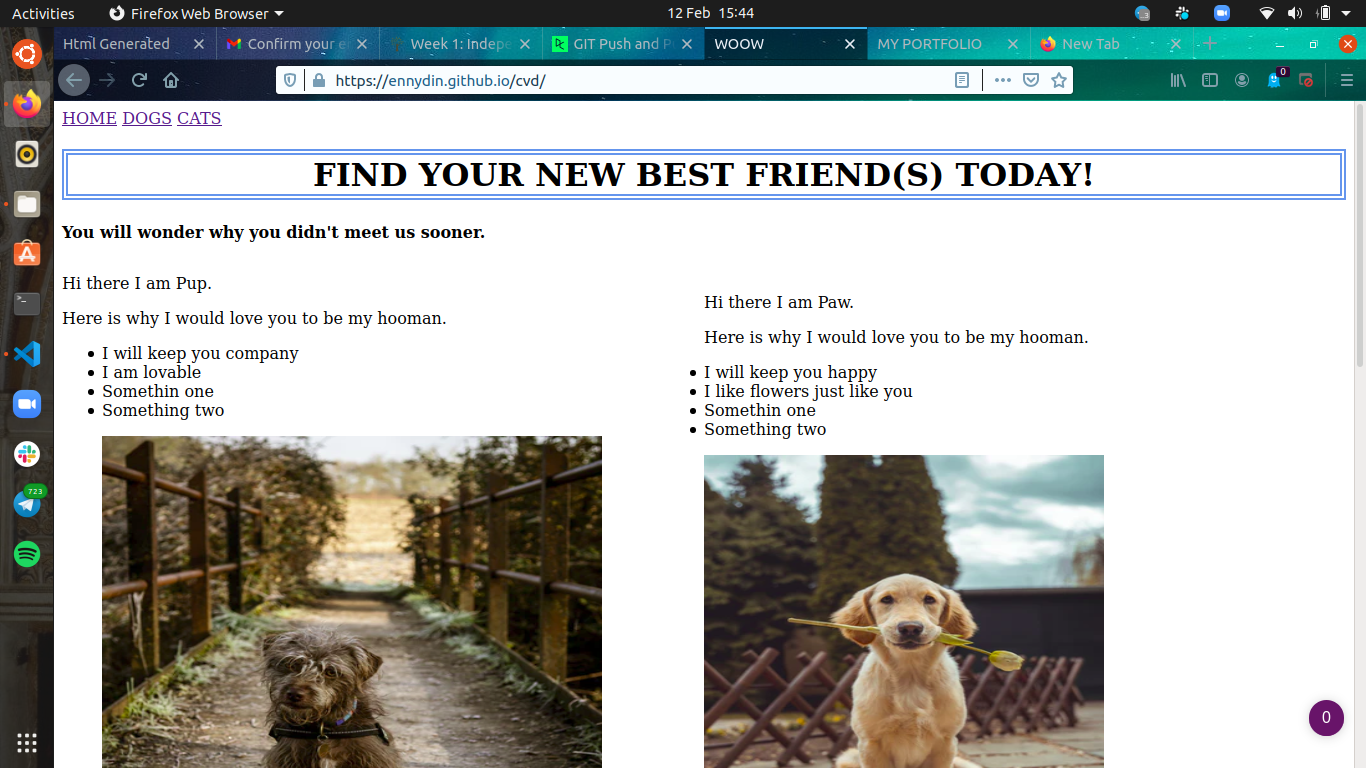 Activities
Firefox Web Browser
12 Feb 15:44
Html Generated
Confirm your e
Week 1: Indepe
GIT Push and P
WOOW
MY PORTFOLIO
New Tab
https://ennydin.github.io/cvd/
0
HOME DOGS CATS
FIND YOUR NEW BEST FRIEND(S) TODAY!
You will wonder why you didn't meet us sooner.
Hi there I am Pup.
Here is why I would love you to be my hooman.
I will keep you company
I am lovable
Somethin one
Something two
Hi there I am Paw.
Here is why I would love you to be my hooman.
I will keep you happy
I like flowers just like you
Somethin one
Something two
723
0